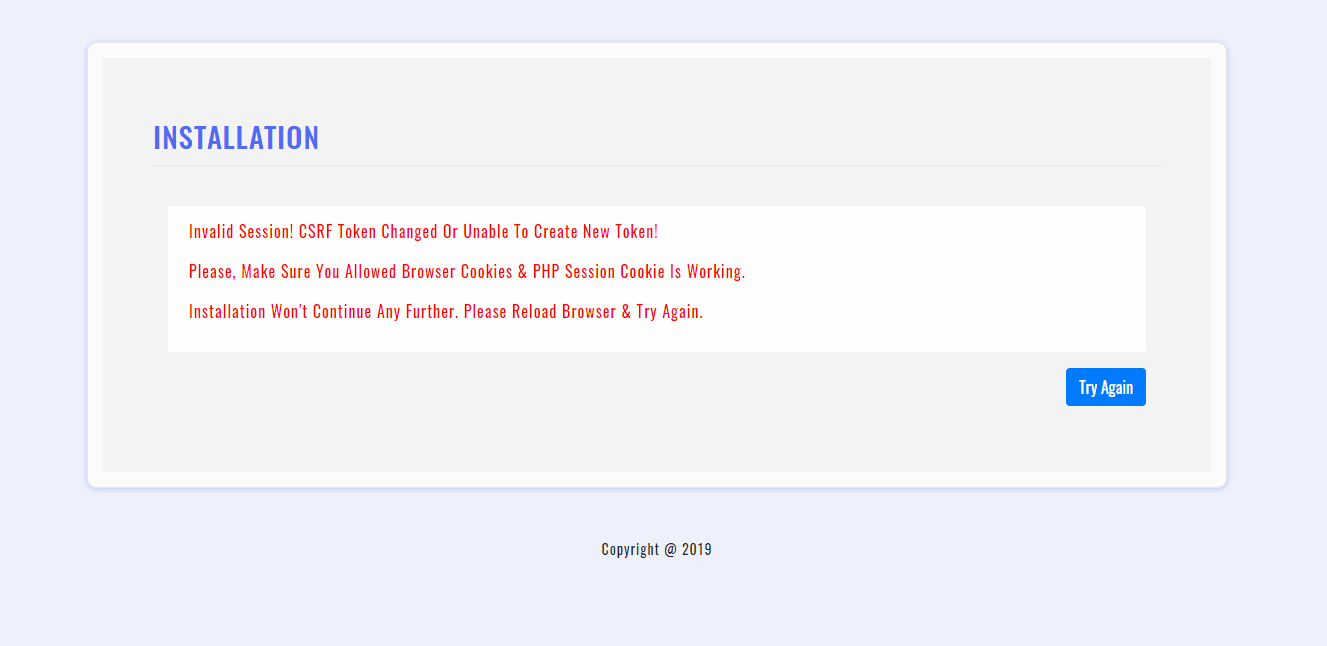 INSTALLATION
Invalid Session! CSRF Token Changed Or Unable To Create New Token!
Please, Make Sure You Allowed Browser Cookies & PHP Session Cookie Is Working.
Installation Won't Continue Any Further. Please Reload Browser & Try Again.
Try Again
Copyright @ 2019